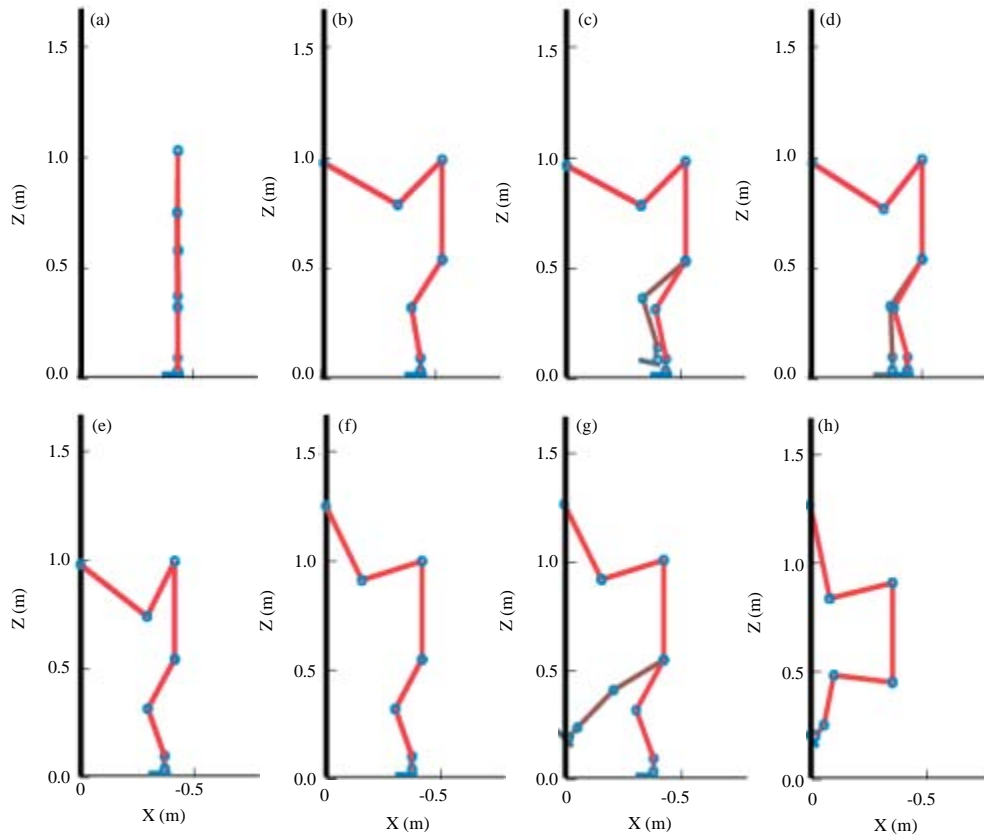 (a) (b) (c) (d)
1.5 1.5 1.5 1.5
1.0 1.0 1.0 1.0
Z (m) Z (m) Z (m) Z (m)
0.5 0.5 0.5 0.5
0.0 0.0 0.0 0.0
(e) (f) (g) (h)
1.5 1.5 1.5 1.5
1.0 1.0 1.0 1.0
Z (m) Z (m) Z (m) Z (m)
0.5 0.5 0.5 0.5
0.0 0.0 0.0 0.0
0 -0.5 0 -0.5 0 -0.5 0 -0.5
X (m) X (m) X (m) X (m)